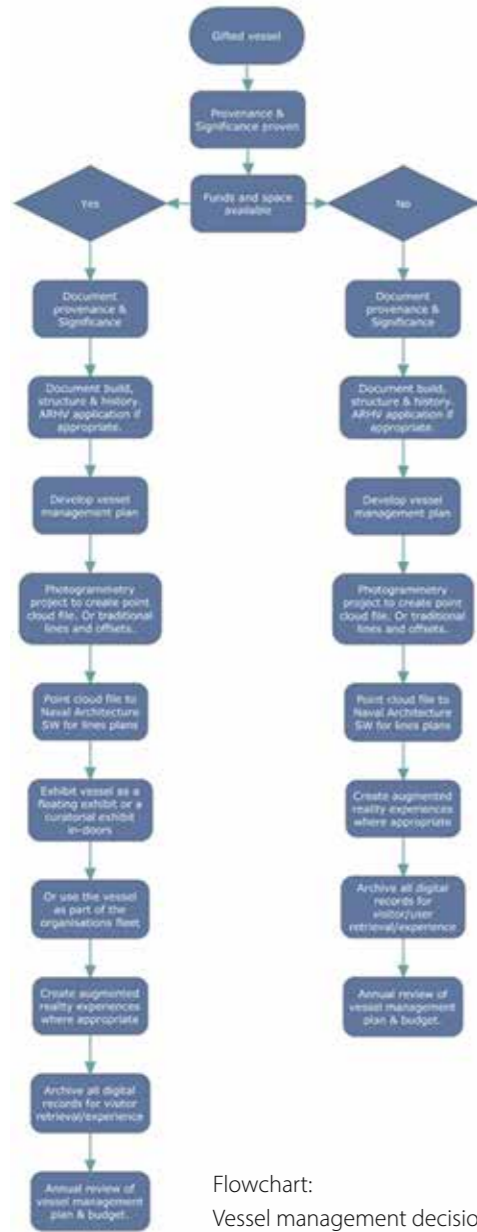 Gifted vessel
Provenance &
Significance proven
Funds and space
available
Yes
No
Document
provenance &
Significance
Document build,
structure & history.
ARHV application if
appropriate.
Develop vessel
management plan
Photogrammetry
project to create point
cloud file. Or traditional
lines and offsets.
Point cloud file to
Naval Architecture
SW for lines plans
Exhibit vessel as a
floating exhibit or a
curatorial exhibit
in-doors
Or use the vessel
as part of the
organisations fleet
Create augmented
reality experiences
where appropriate
Archive all digital
records for visitor
retrieval/experience
Annual review of
vessel management
plan & budget.
Document
provenance &
Significance
Document build,
structure & history.
ARHV application if
appropriate.
Develop vessel
management plan
Photogrammetry
project to create point
cloud file. Or traditional
lines and offsets.
Point cloud file to
Naval Architecture
SW for lines plans
Create augmented
reality experiences
where appropriate
Archive all digital
records for
visitor/user
retrieval/experience
Annual review of
vessel management
plan & budget.
Flowchart:
Vessel management decisio